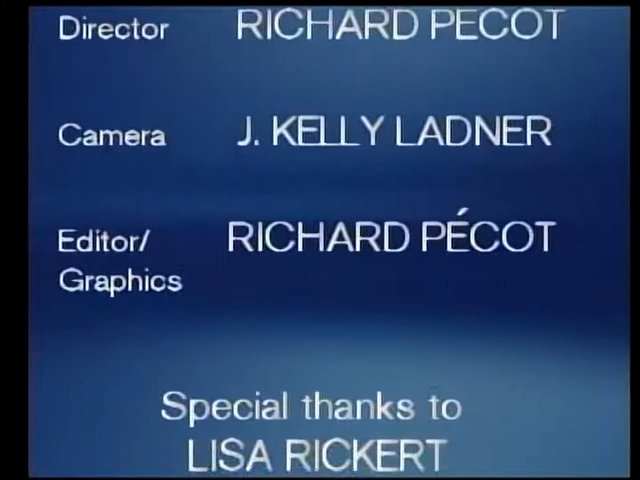 Director RICHARD PECOT
Camera J. KELLY LADNER
Editor/ RICHARD PÉCOT
Graphics
Special thanks to
LISA RICKERT